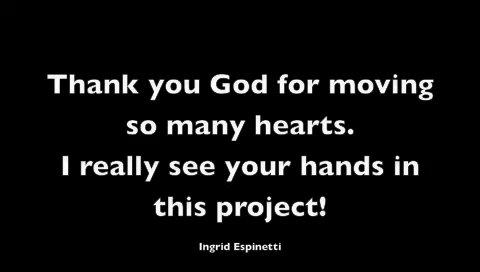 Thank you God for moving
so many hearts.
I really see your hands in
this project!
Ingrid Espinetti